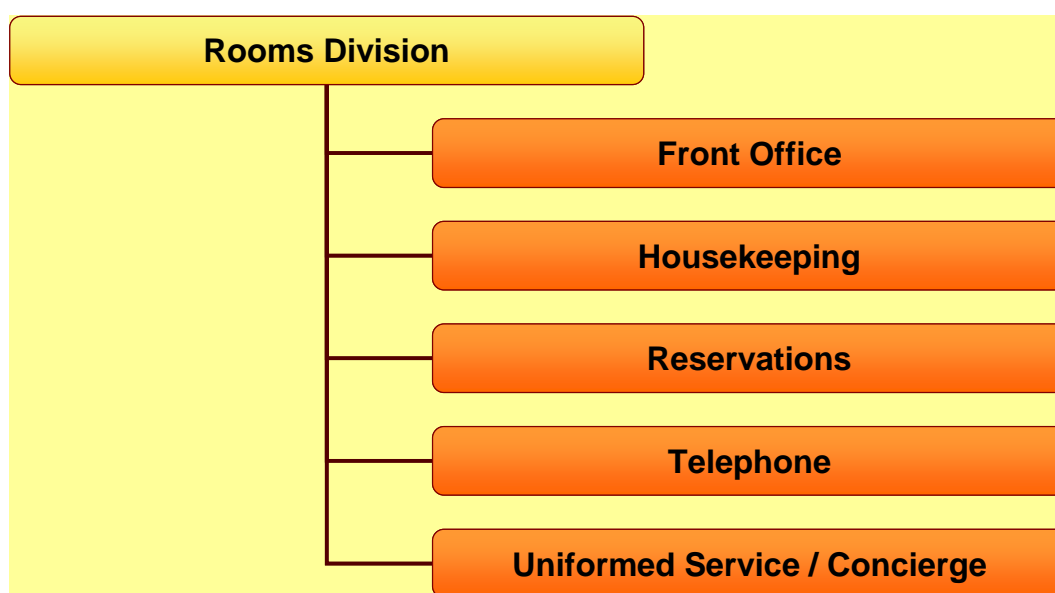 Rooms Division
Front Office
Housekeeping
Reservations
Telephone
Uniformed Service / Concierge